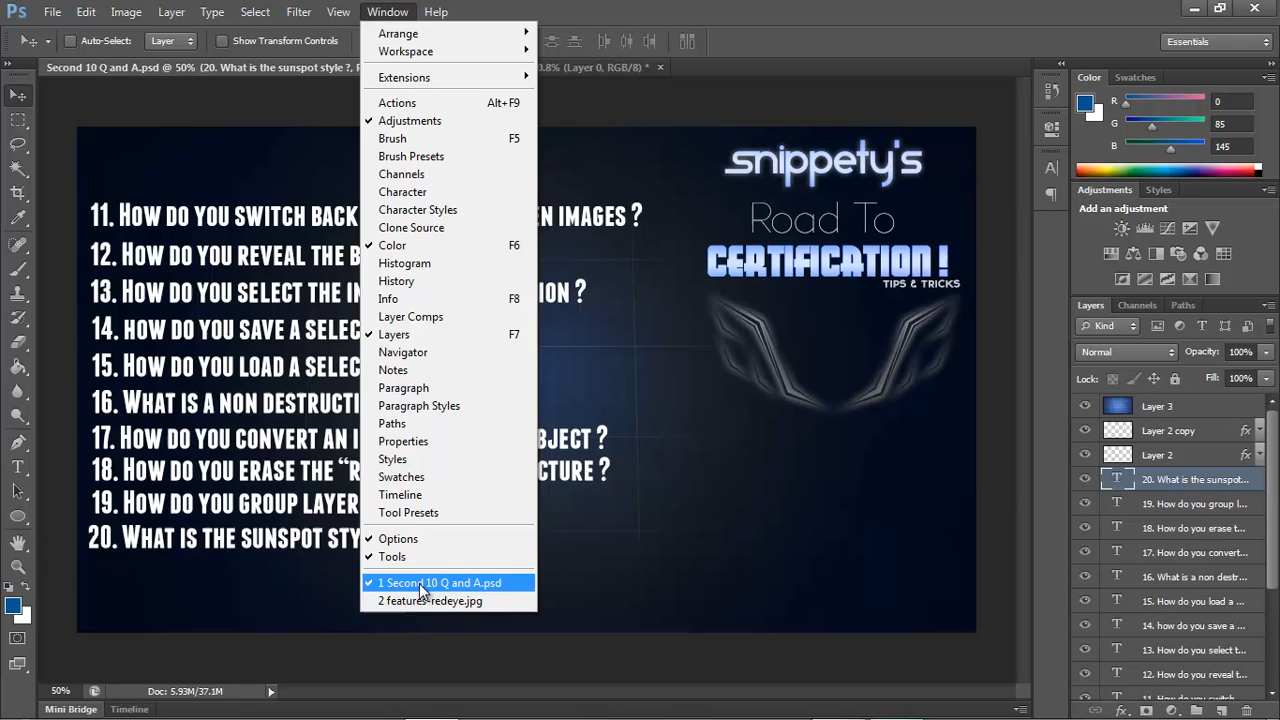 Ps File Edit Image Layer Type Select Filter View Window Help
Auto-Select: Layer Show Transform Controls Essentials
Second 10 Q and A.psd @ 50% (20. What is the sunspot style ?, R 0.8% (Layer 0, RGB/8) *
Arrange
Workspace
Extensions
Actions Alt+F9
Adjustments
Brush F5
Brush Presets
Channels
Character
Character Styles
Clone Source
Color F6
Histogram
History
Info F8
Layer Comps
Layers F7
Navigator
Notes
Paragraph
Paragraph Styles
Paths
Properties
Styles
Swatches
Timeline
Tool Presets
Options
Tools
1 Second 10 Q and A.psd
2 features-redeye.jpg
11. How do you switch back EN IMAGES ?
12. How do you reveal the B
13. How do you select the in ION ?
14. how do you save a selec
15. How do you load a selec
16. What is a non destructi
17. How do you convert an i BJECT ?
18. How do you erase the “R CTURE ?
19. How do you group layer
20. What is the sunspot sty
snippety's
Road To
CERTIFICATION !
TIPS & TRICKS
Color Swatches
R 0
G 85
B 145
Adjustments Styles
Add an adjustment
Layers Channels Paths
Kind
Normal Opacity: 100%
Lock: Fill: 100%
Layer 3
Layer 2 copy fx
Layer 2 fx
20. What is the sunspot...
19. How do you group l...
18. How do you erase t...
17. How do you convert...
16. What is a non destr...
15. How do you load a ...
14. how do you save a ...
13. How do you select t...
12. How do you reveal t...
11. How do you switch
50% Doc: 5.93M/37.1M
Mini Bridge Timeline